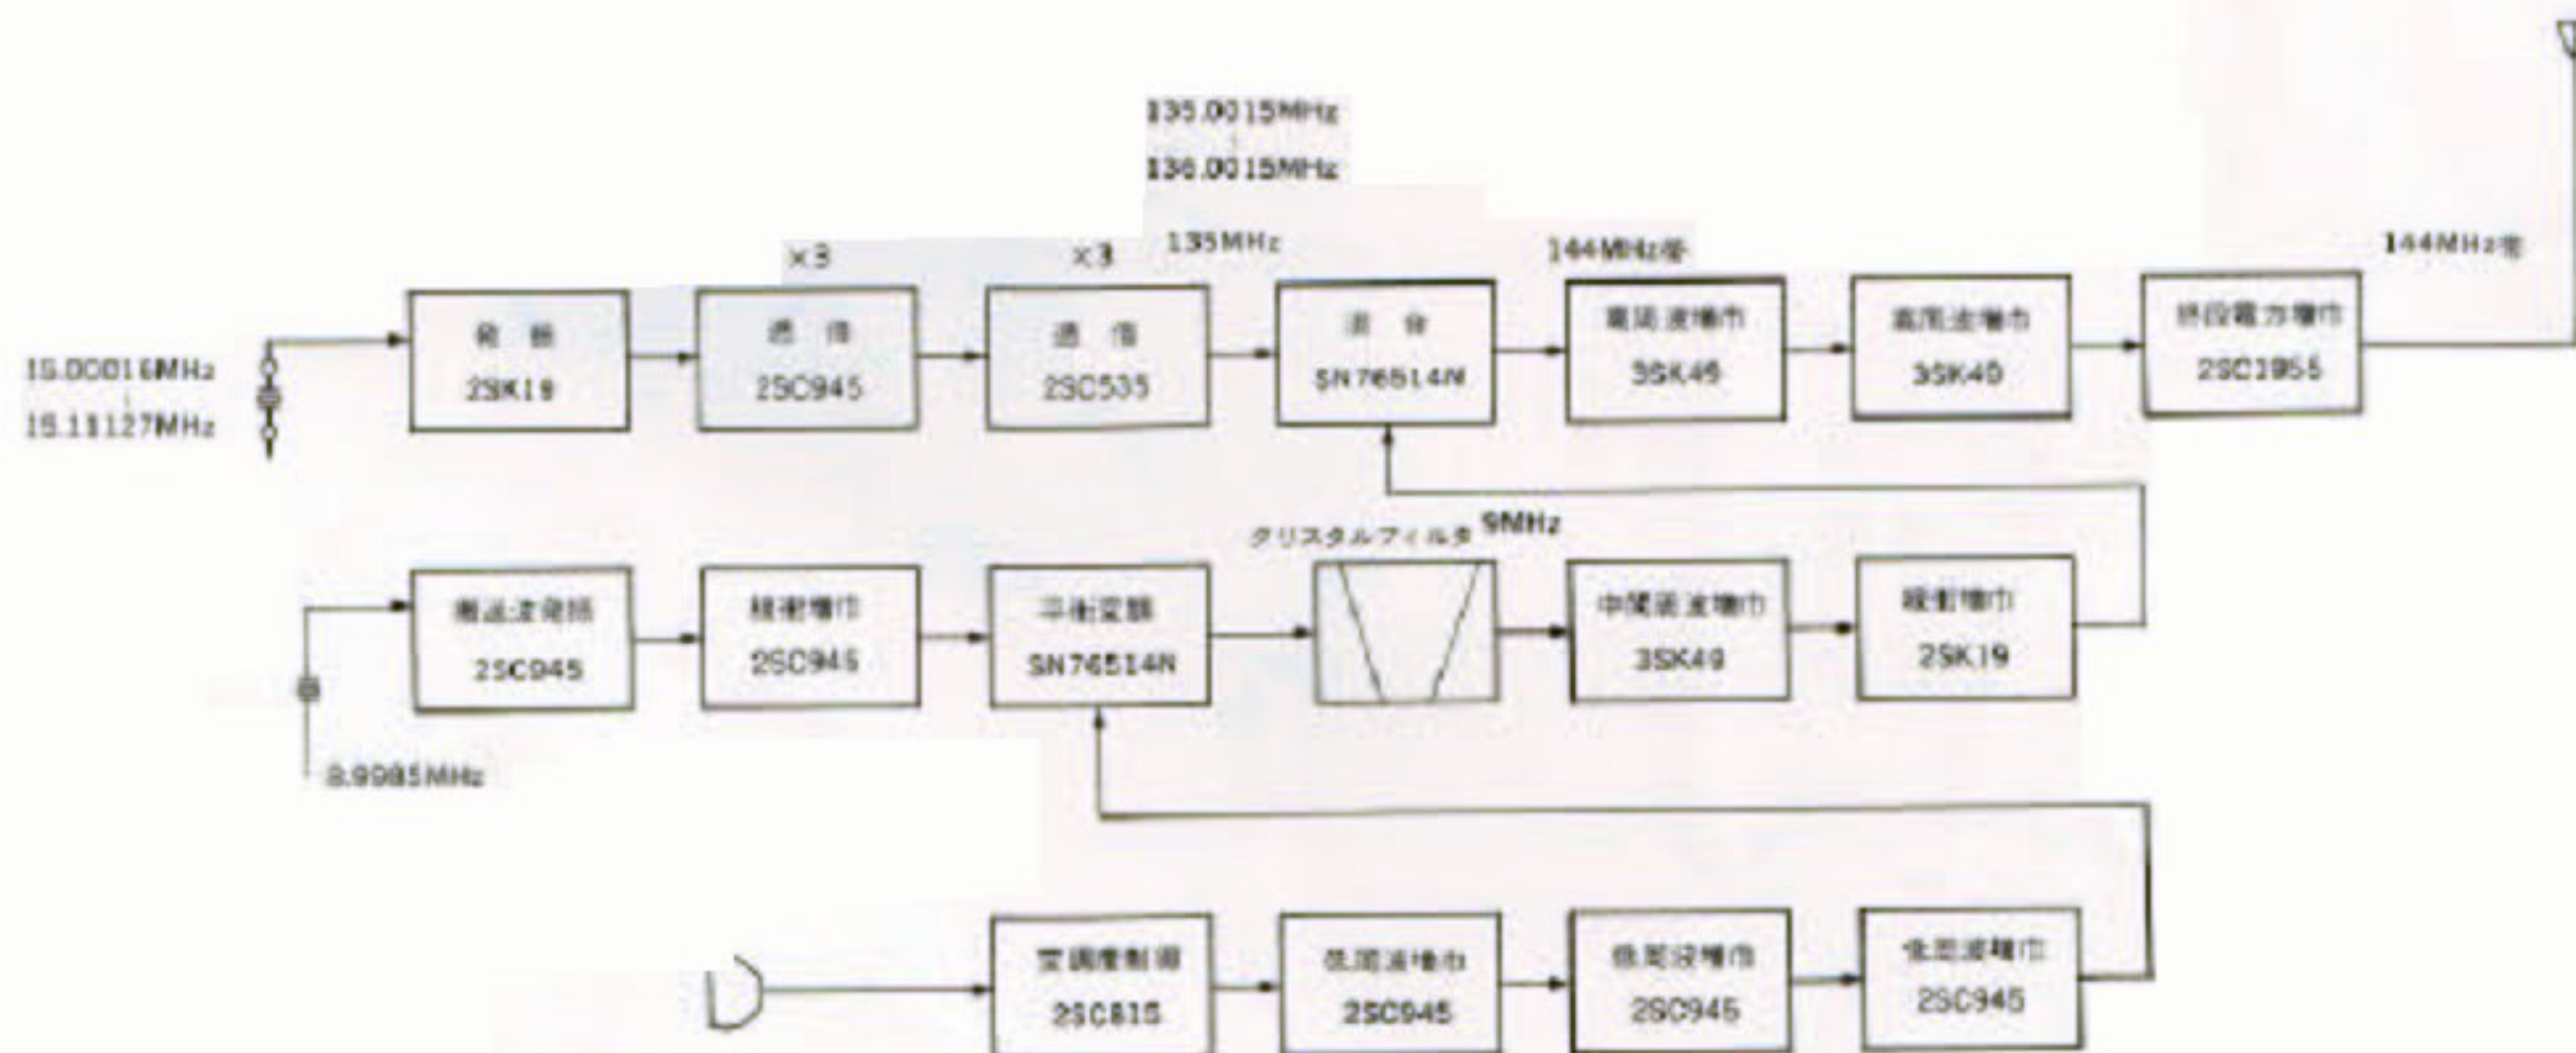 135.0015MHz
136.0015MHz
×3
×3
135MHz
144MHz帯
144MHz帯
15.00016MHz
15.11127MHz
発振
2SK19
逓倍
2SC945
逓倍
2SC535
混合
SN76514N
高周波増巾
3SK49
高周波増巾
3SK49
終段電力増巾
2SC1955
クリスタルフィルタ
9MHz
搬送波発振
2SC945
緩衝増巾
2SC945
平衡変調
SN76514N
中間周波増巾
3SK49
緩衝増巾
2SK19
8.9985MHz
変調度制御
2SC815
低周波増巾
2SC945
低周波増巾
2SC945
低周波増巾
2SC945